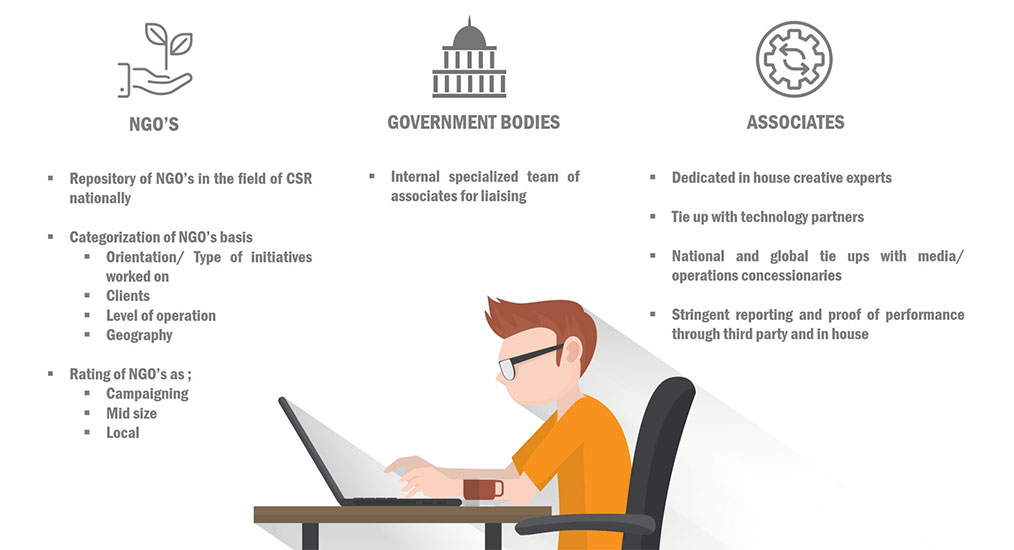 NGO'S
▪ Repository of NGO's in the field of CSR
nationally
▪ Categorization of NGO's basis
▪ Orientation/ Type of initiatives
worked on
▪ Clients
▪ Level of operation
▪ Geography
▪ Rating of NGO's as ;
▪ Campaigning
▪ Mid size
▪ Local
GOVERNMENT BODIES
▪ Internal specialized team of
associates for liaising
ASSOCIATES
▪ Dedicated in house creative experts
▪ Tie up with technology partners
▪ National and global tie ups with media/
operations concessionaries
▪ Stringent reporting and proof of performance
through third party and in house